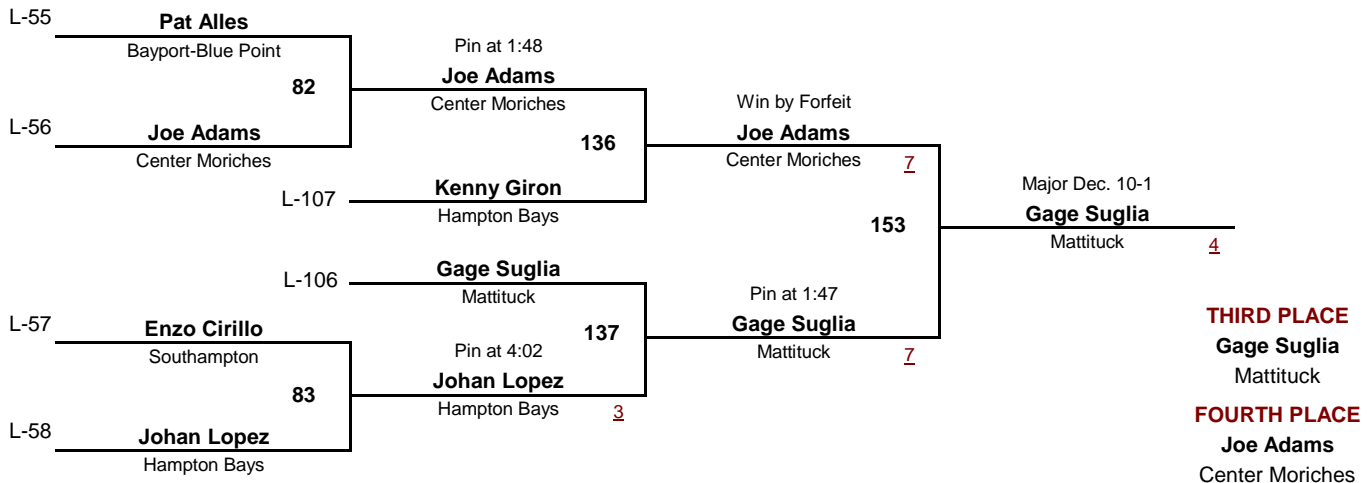 L-55
Pat Alles
Bayport-Blue Point
82
L-56
Joe Adams
Center Moriches
Pin at 1:48
Joe Adams
Center Moriches
136
L-107
Kenny Giron
Hampton Bays
Win by Forfeit
Joe Adams
Center Moriches 7
153
Major Dec. 10-1
Gage Suglia
Mattituck 4
L-106
Gage Suglia
Mattituck
137
Pin at 1:47
Gage Suglia
Mattituck 7
L-57
Enzo Cirillo
Southampton
83
L-58
Johan Lopez
Hampton Bays
Pin at 4:02
Johan Lopez
Hampton Bays 3
THIRD PLACE
Gage Suglia
Mattituck
FOURTH PLACE
Joe Adams
Center Moriches